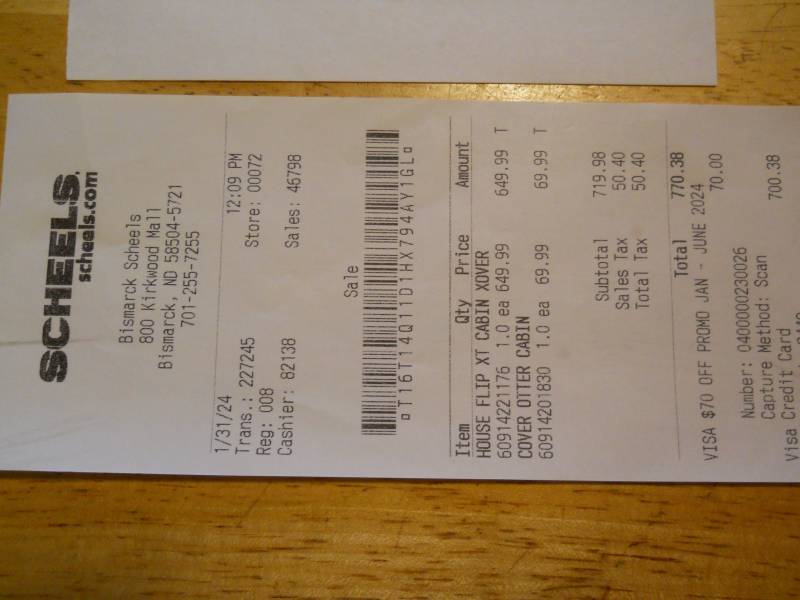 SCHEELS
scheels.com
Bismarck Scheels
800 Kirkwood Mall
Bismarck, ND 58504-5721
701-255-7255
1/31/24 12:09 PM
Trans.: 227245 Store: 00072
Reg: 008
Cashier: 82138 Sales: 46798
Sale
¤T16T14Q11D1HX794AY1GL¤
Item Qty Price Amount
HOUSE FLIP XT CABIN XOVER
60914221176 1.0 ea 649.99 649.99 T
COVER OTTER CABIN
60914201830 1.0 ea 69.99 69.99 T
Subtotal 719.98
Sales Tax 50.40
Total Tax 50.40
Total 770.38
VISA $70 OFF PROMO JAN - JUNE 2024 70.00
Number: 0400000230026
Capture Method: Scan
Visa Credit Card 700.38